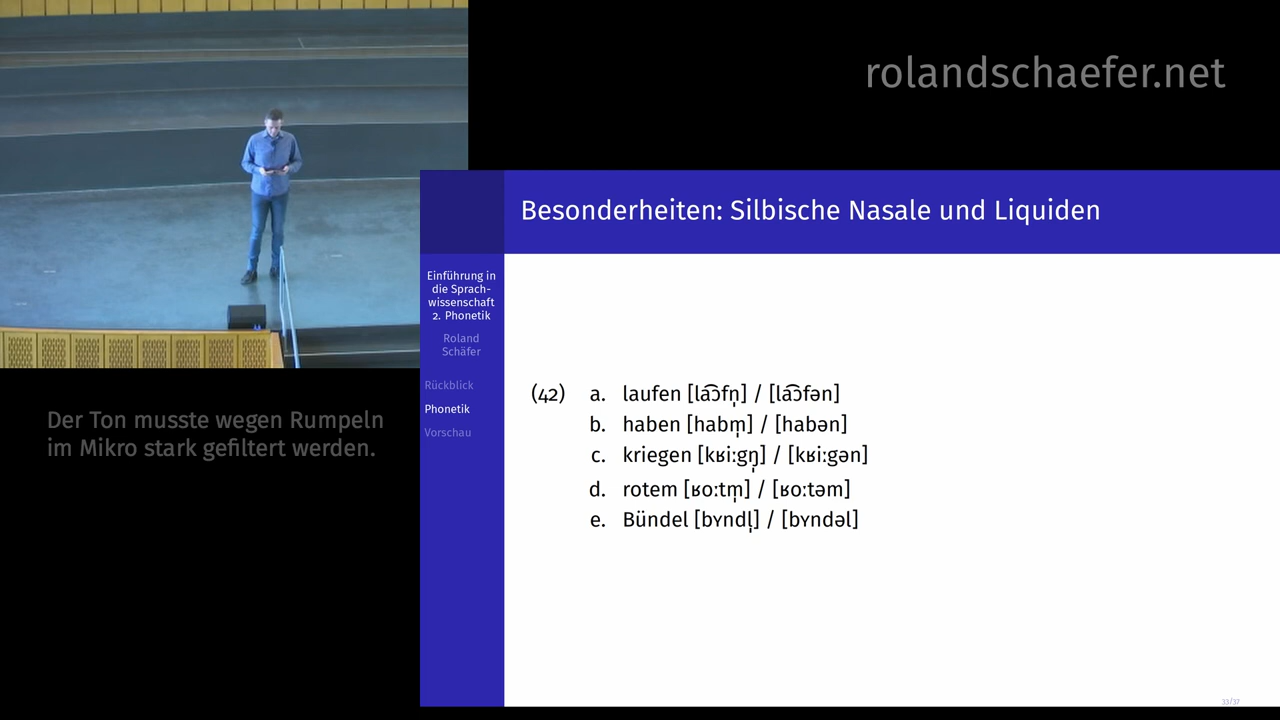 rolandschaefer.net
Besonderheiten: Silbische Nasale und Liquiden
Einführung in
die Sprach-
wissenschaft
2. Phonetik
Roland
Schäfer
Rückblick
Phonetik
Vorschau
(42) a. laufen [la͡ɔfn̩] / [la͡ɔfən]
b. haben [habm̩] / [habən]
c. kriegen [kʁiːgŋ̩] / [kʁiːgən]
d. rotem [ʁoːtm̩] / [ʁoːtəm]
e. Bündel [bʏndl̩] / [bʏndəl]
Der Ton musste wegen Rumpeln
im Mikro stark gefiltert werden.
33/37